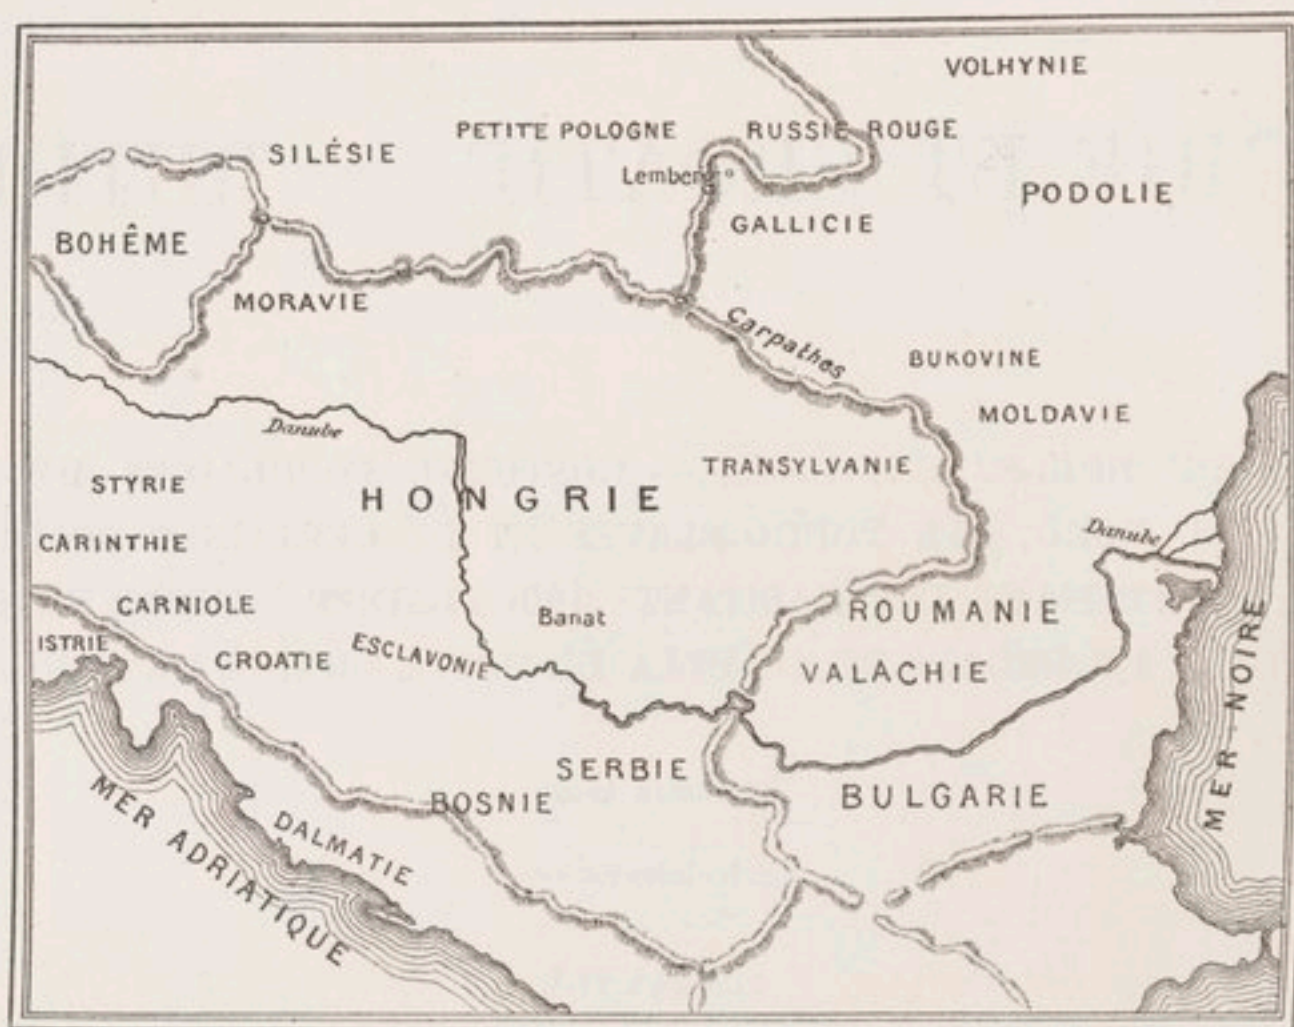 VOLHYNIE
PETITE POLOGNE
RUSSIE ROUGE
SILÉSIE
Lemberg
PODOLIE
GALLICIE
BOHÊME
MORAVIE
Carpathes
BUKOVINE
MOLDAVIE
Danube
TRANSYLVANIE
STYRIE
HONGRIE
Danube
CARINTHIE
CARNIOLE
Banat
ROUMANIE
ISTRIE
CROATIE
ESCLAVONIE
VALACHIE
MER NOIRE
SERBIE
BOSNIE
BULGARIE
MER ADRIATIQUE
DALMATIE